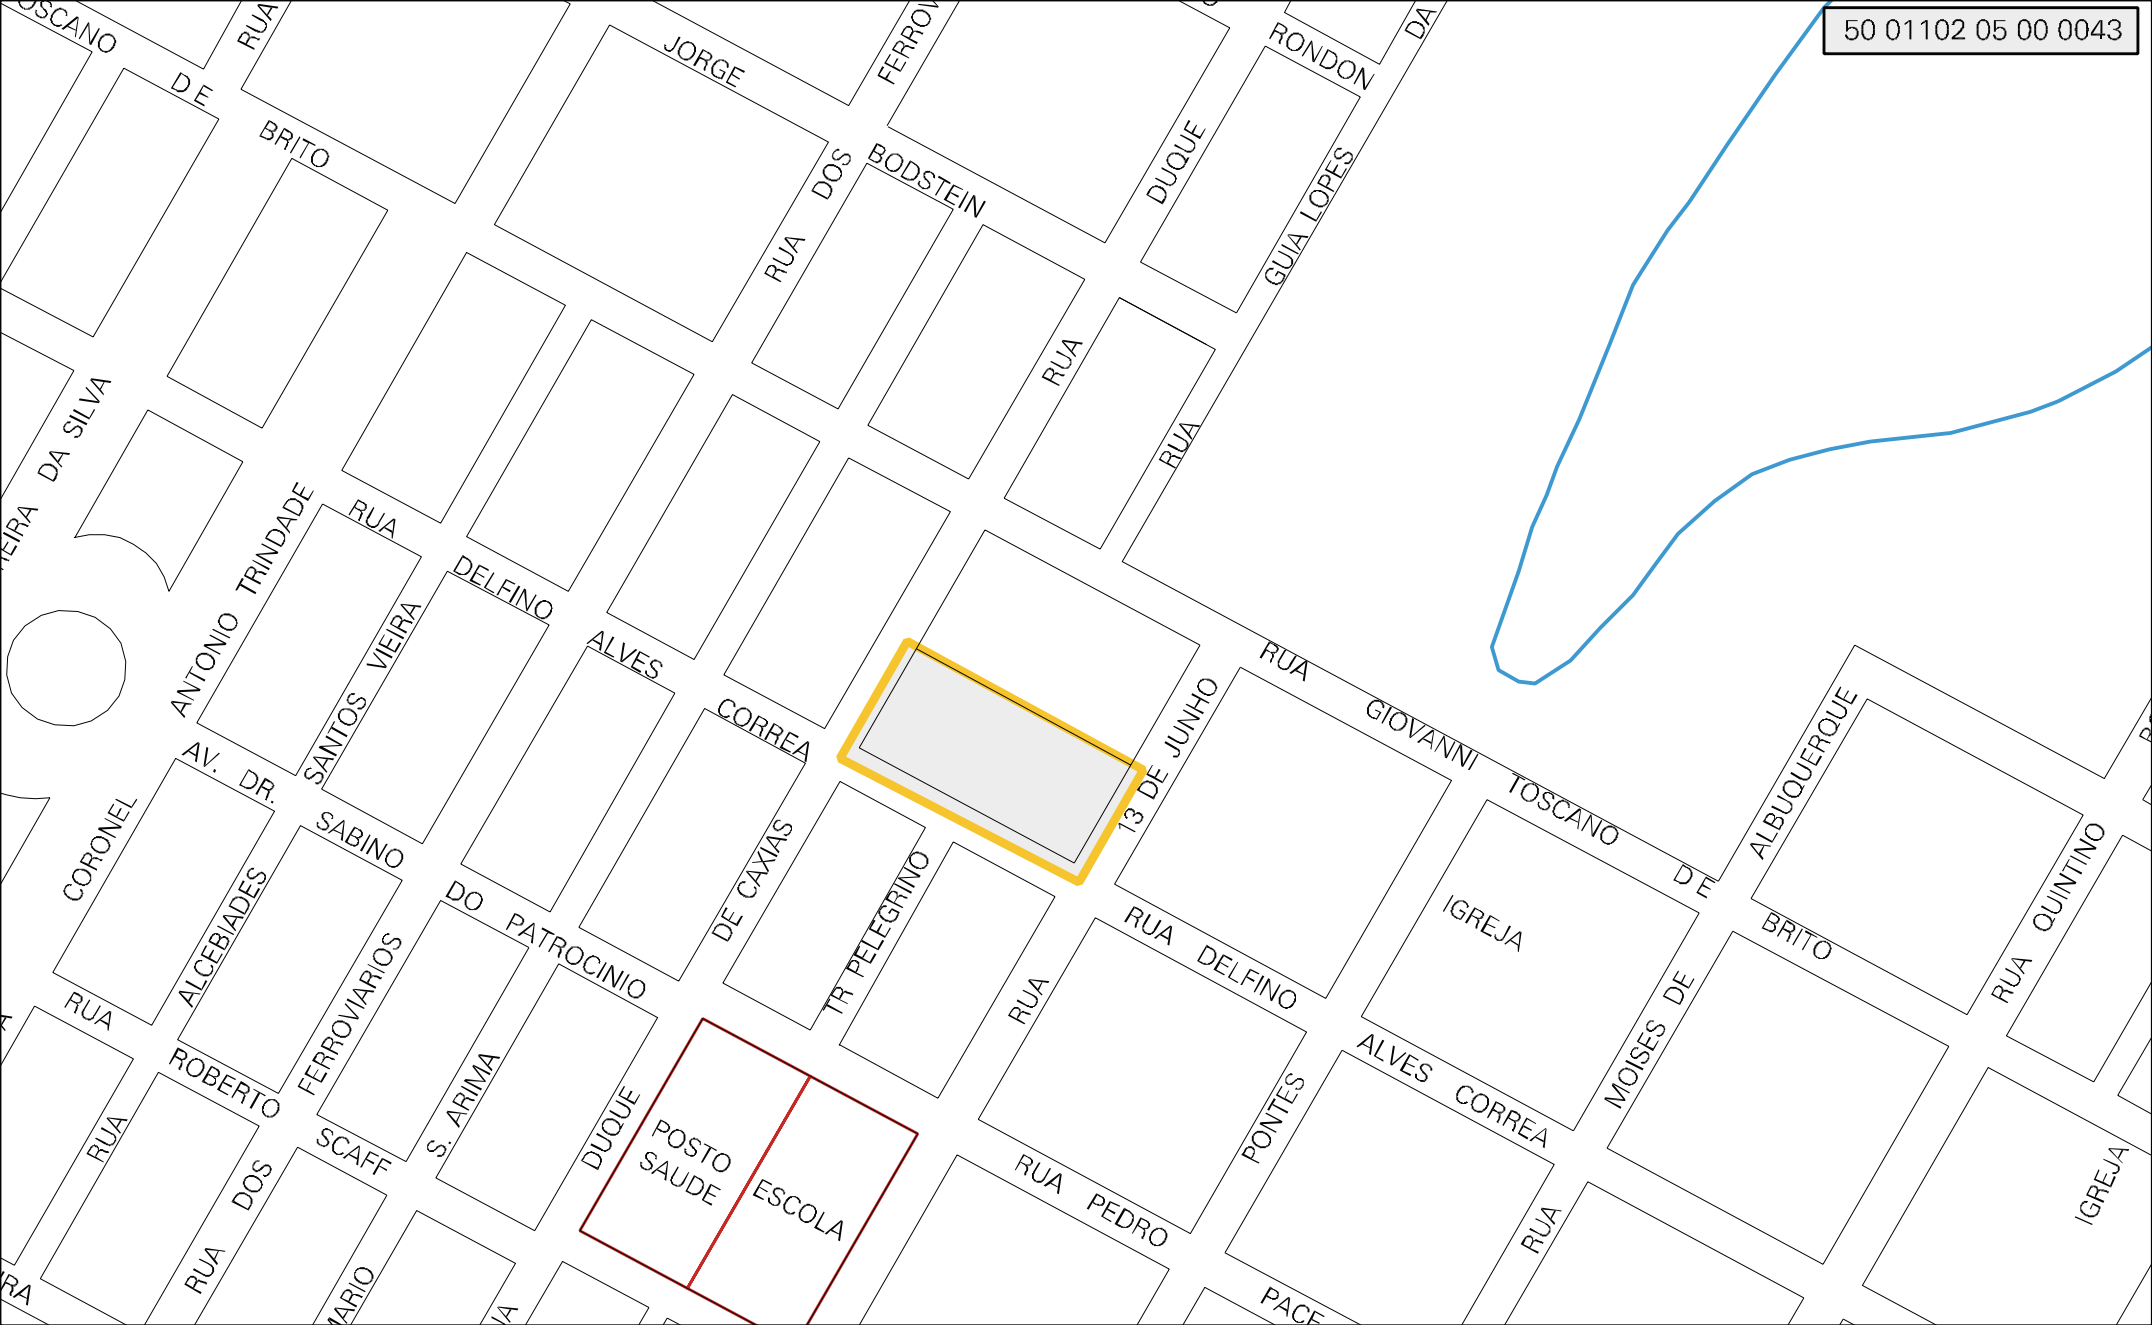 50 01102 05 00 0043
OSCANO
DE
BRITO
RUA
JORGE
BODSTEIN
RUA
DOS
RONDON
DA
DUQUE
GUIA LOPES
RUA
RUA
DA SILVA
ANTONIO TRINDADE
CORONEL
RUA
DELFINO
ALVES
CORREA
SANTOS VIEIRA
ALCEBIADES
RUA
AV. DR.
SABINO
DO PATROCINIO
FERROVIARIOS
RUA DOS
S. ARIMA
DE CAXIAS
DUQUE
TR PELEGRINO
13 DE JUNHO
RUA
RUA
GIOVANNI
TOSCANO
DE
BRITO
RUA DELFINO
ALVES CORREA
IGREJA
ALBUQUERQUE
MOISES DE
RUA
RUA QUINTINO
IGREJA
PONTES
RUA PEDRO
PACE
RUA
ROBERTO
SCAFF
POSTO
SAUDE
ESCOLA